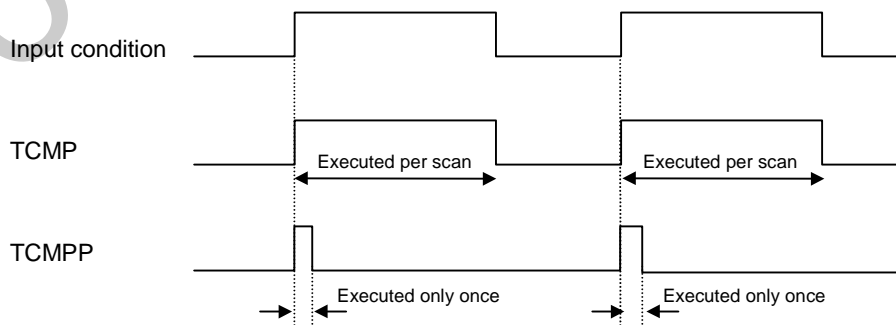 Input condition
TCMP
Executed per scan
Executed per scan
TCMPP
Executed only once
Executed only once